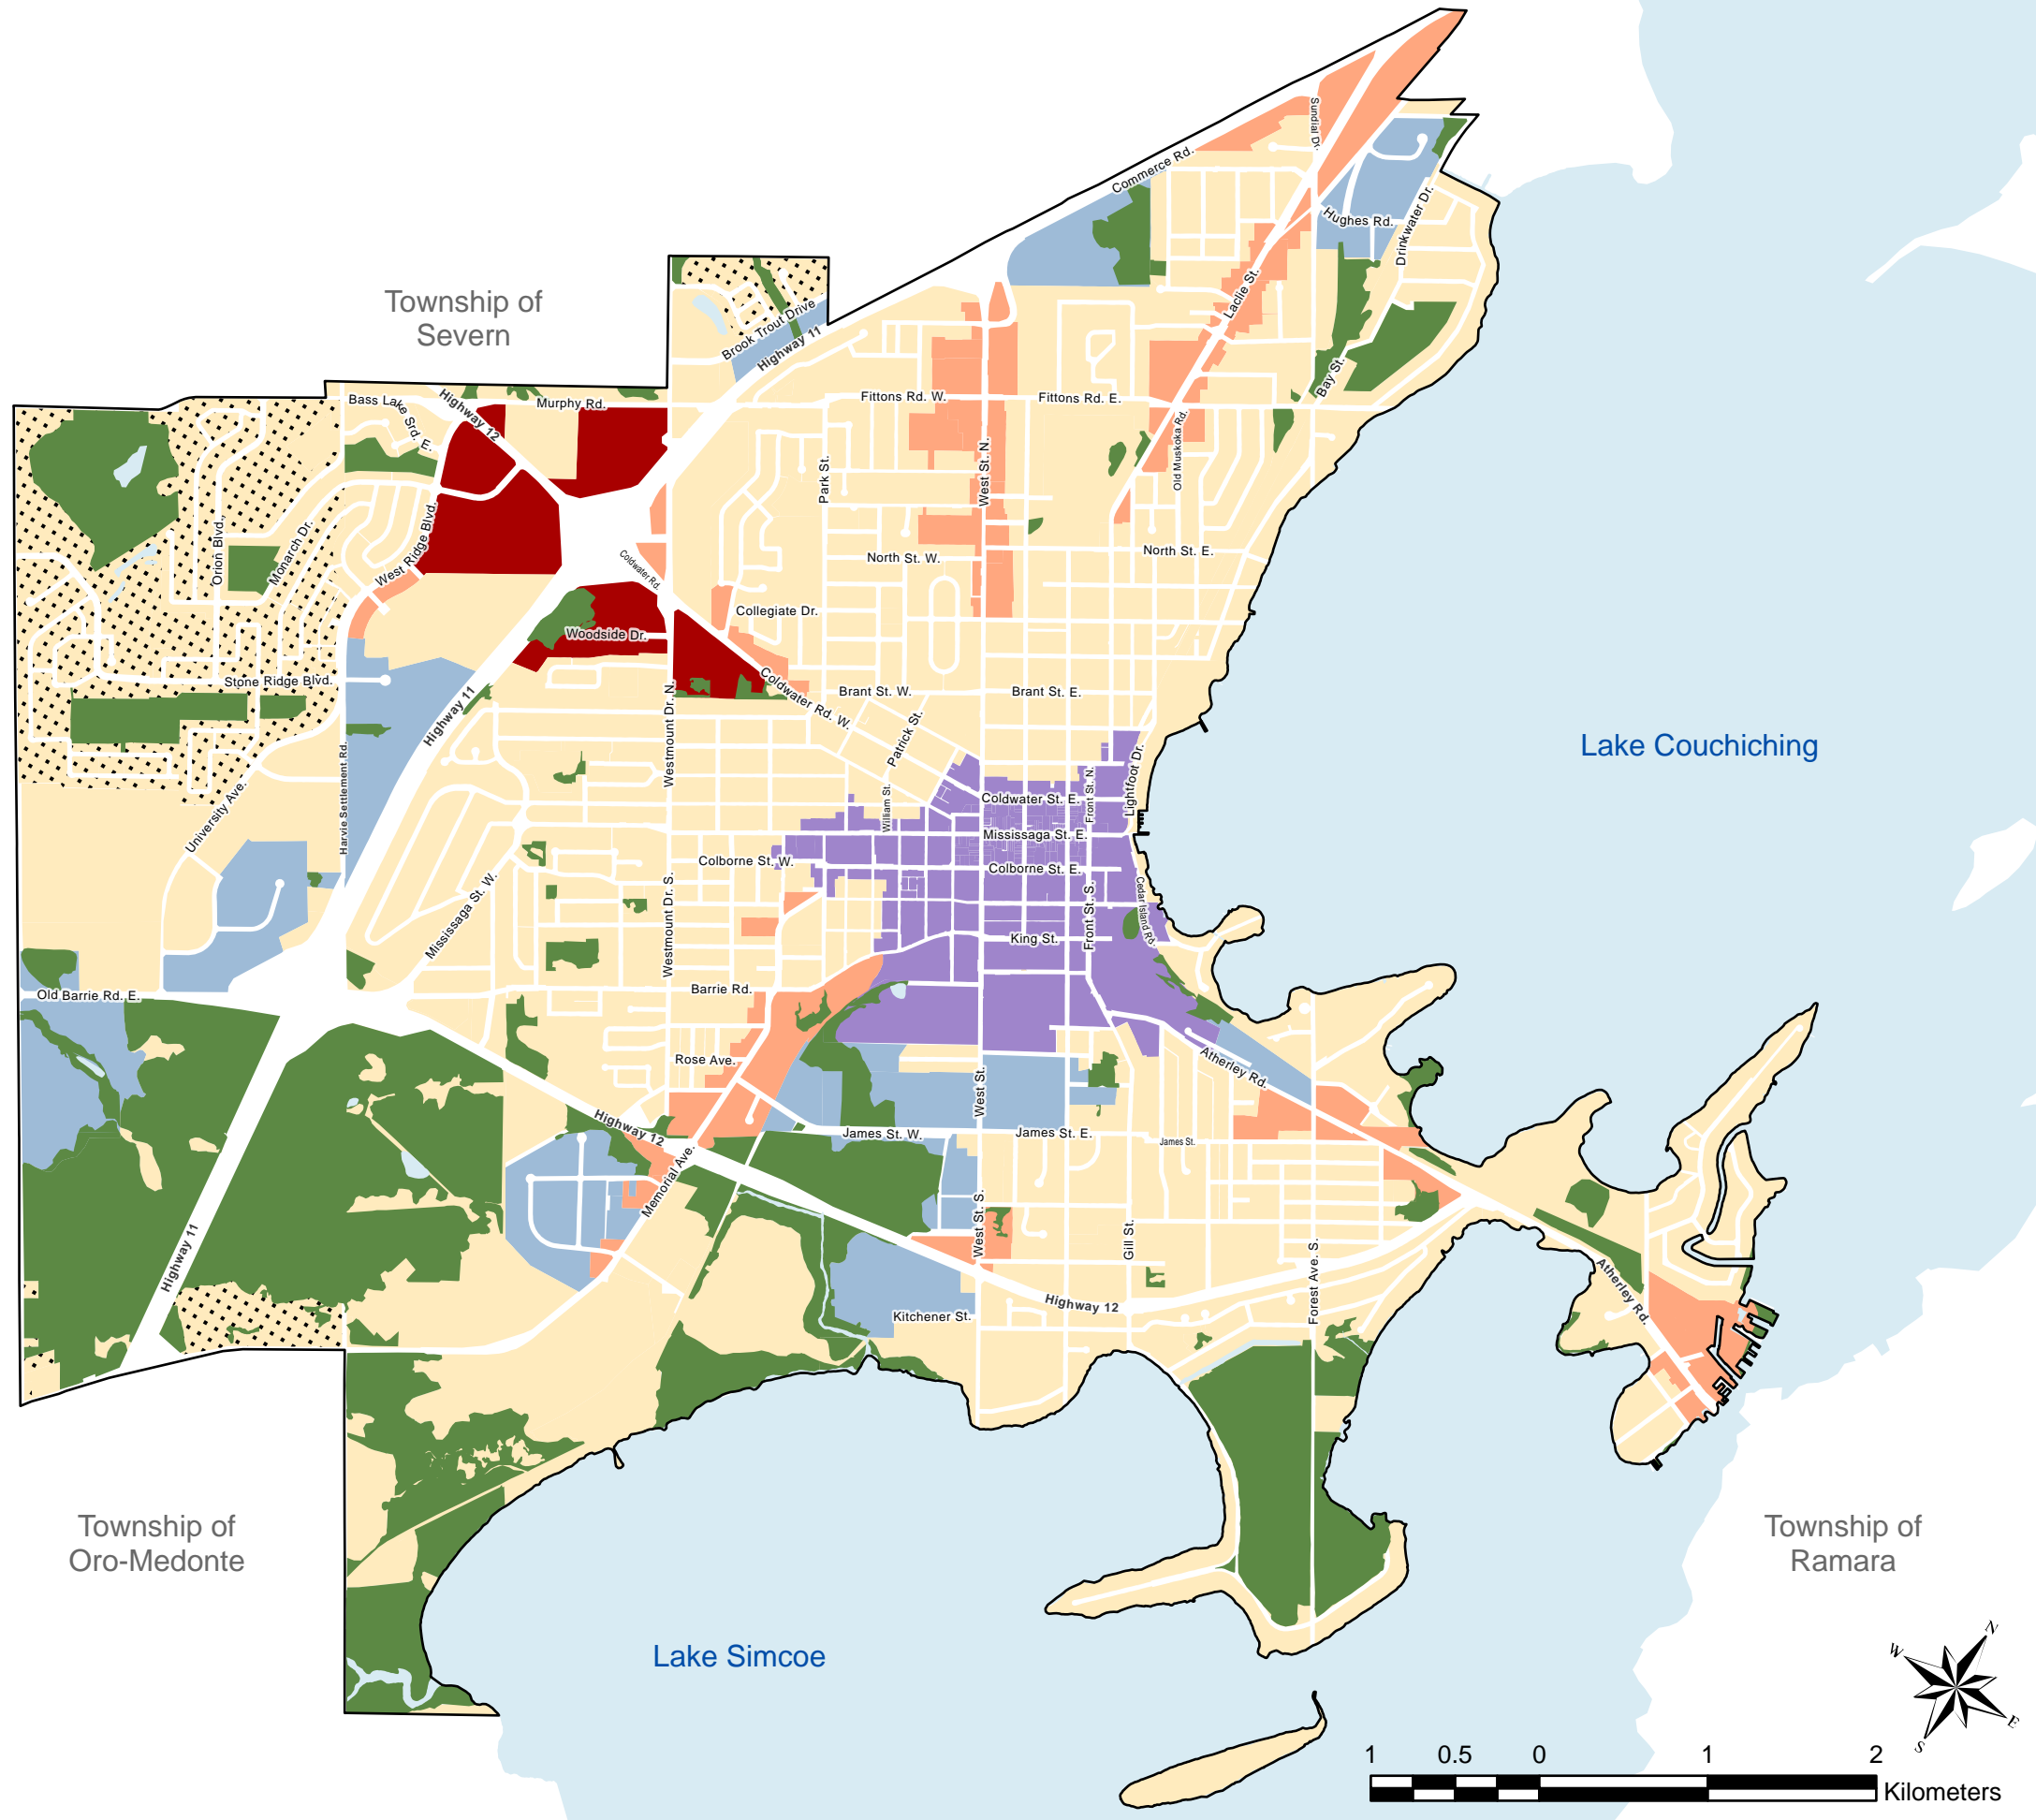 Sundial Dr.
Commerce Rd.
Hughes Rd.
Drinkwater Dr.
Township of
Severn
Laclie St.
Brook Trout Drive
Highway 11
Bay St.
Bass Lake Srd. E.
Highway 12
Murphy Rd.
Fittons Rd. W.
Fittons Rd. E.
Old Muskoka Rd.
Park St.
West St. N.
Orion Blvd.
Monarch Dr.
West Ridge Blvd.
Coldwater Rd.
North St. W.
North St. E.
Collegiate Dr.
Woodside Dr.
Stone Ridge Blvd.
Coldwater Rd. W.
Brant St. W.
Brant St. E.
Highway 11
Westmount Dr. N.
Patrick St.
Lake Couchiching
Lightfoot Dr.
Front St. N.
Harvie Settlement Rd.
University Ave.
William St.
Coldwater St. E.
Mississaga St. E.
Colborne St. W.
Colborne St. E.
Mississaga St. W.
Westmount Dr. S.
Front St. S.
Cedar Island Rd.
King St.
Old Barrie Rd. E.
Barrie Rd.
Rose Ave.
Atherley Rd.
West St.
Highway 12
James St. W.
James St. E.
James St.
Memorial Ave.
West St. S.
Gill St.
Highway 11
Forest Ave. S.
Atherley Rd.
Highway 12
Kitchener St.
Township of
Oro-Medonte
Township of
Ramara
Lake Simcoe
N
W
E
S
1 0.5 0 1 2
Kilometers